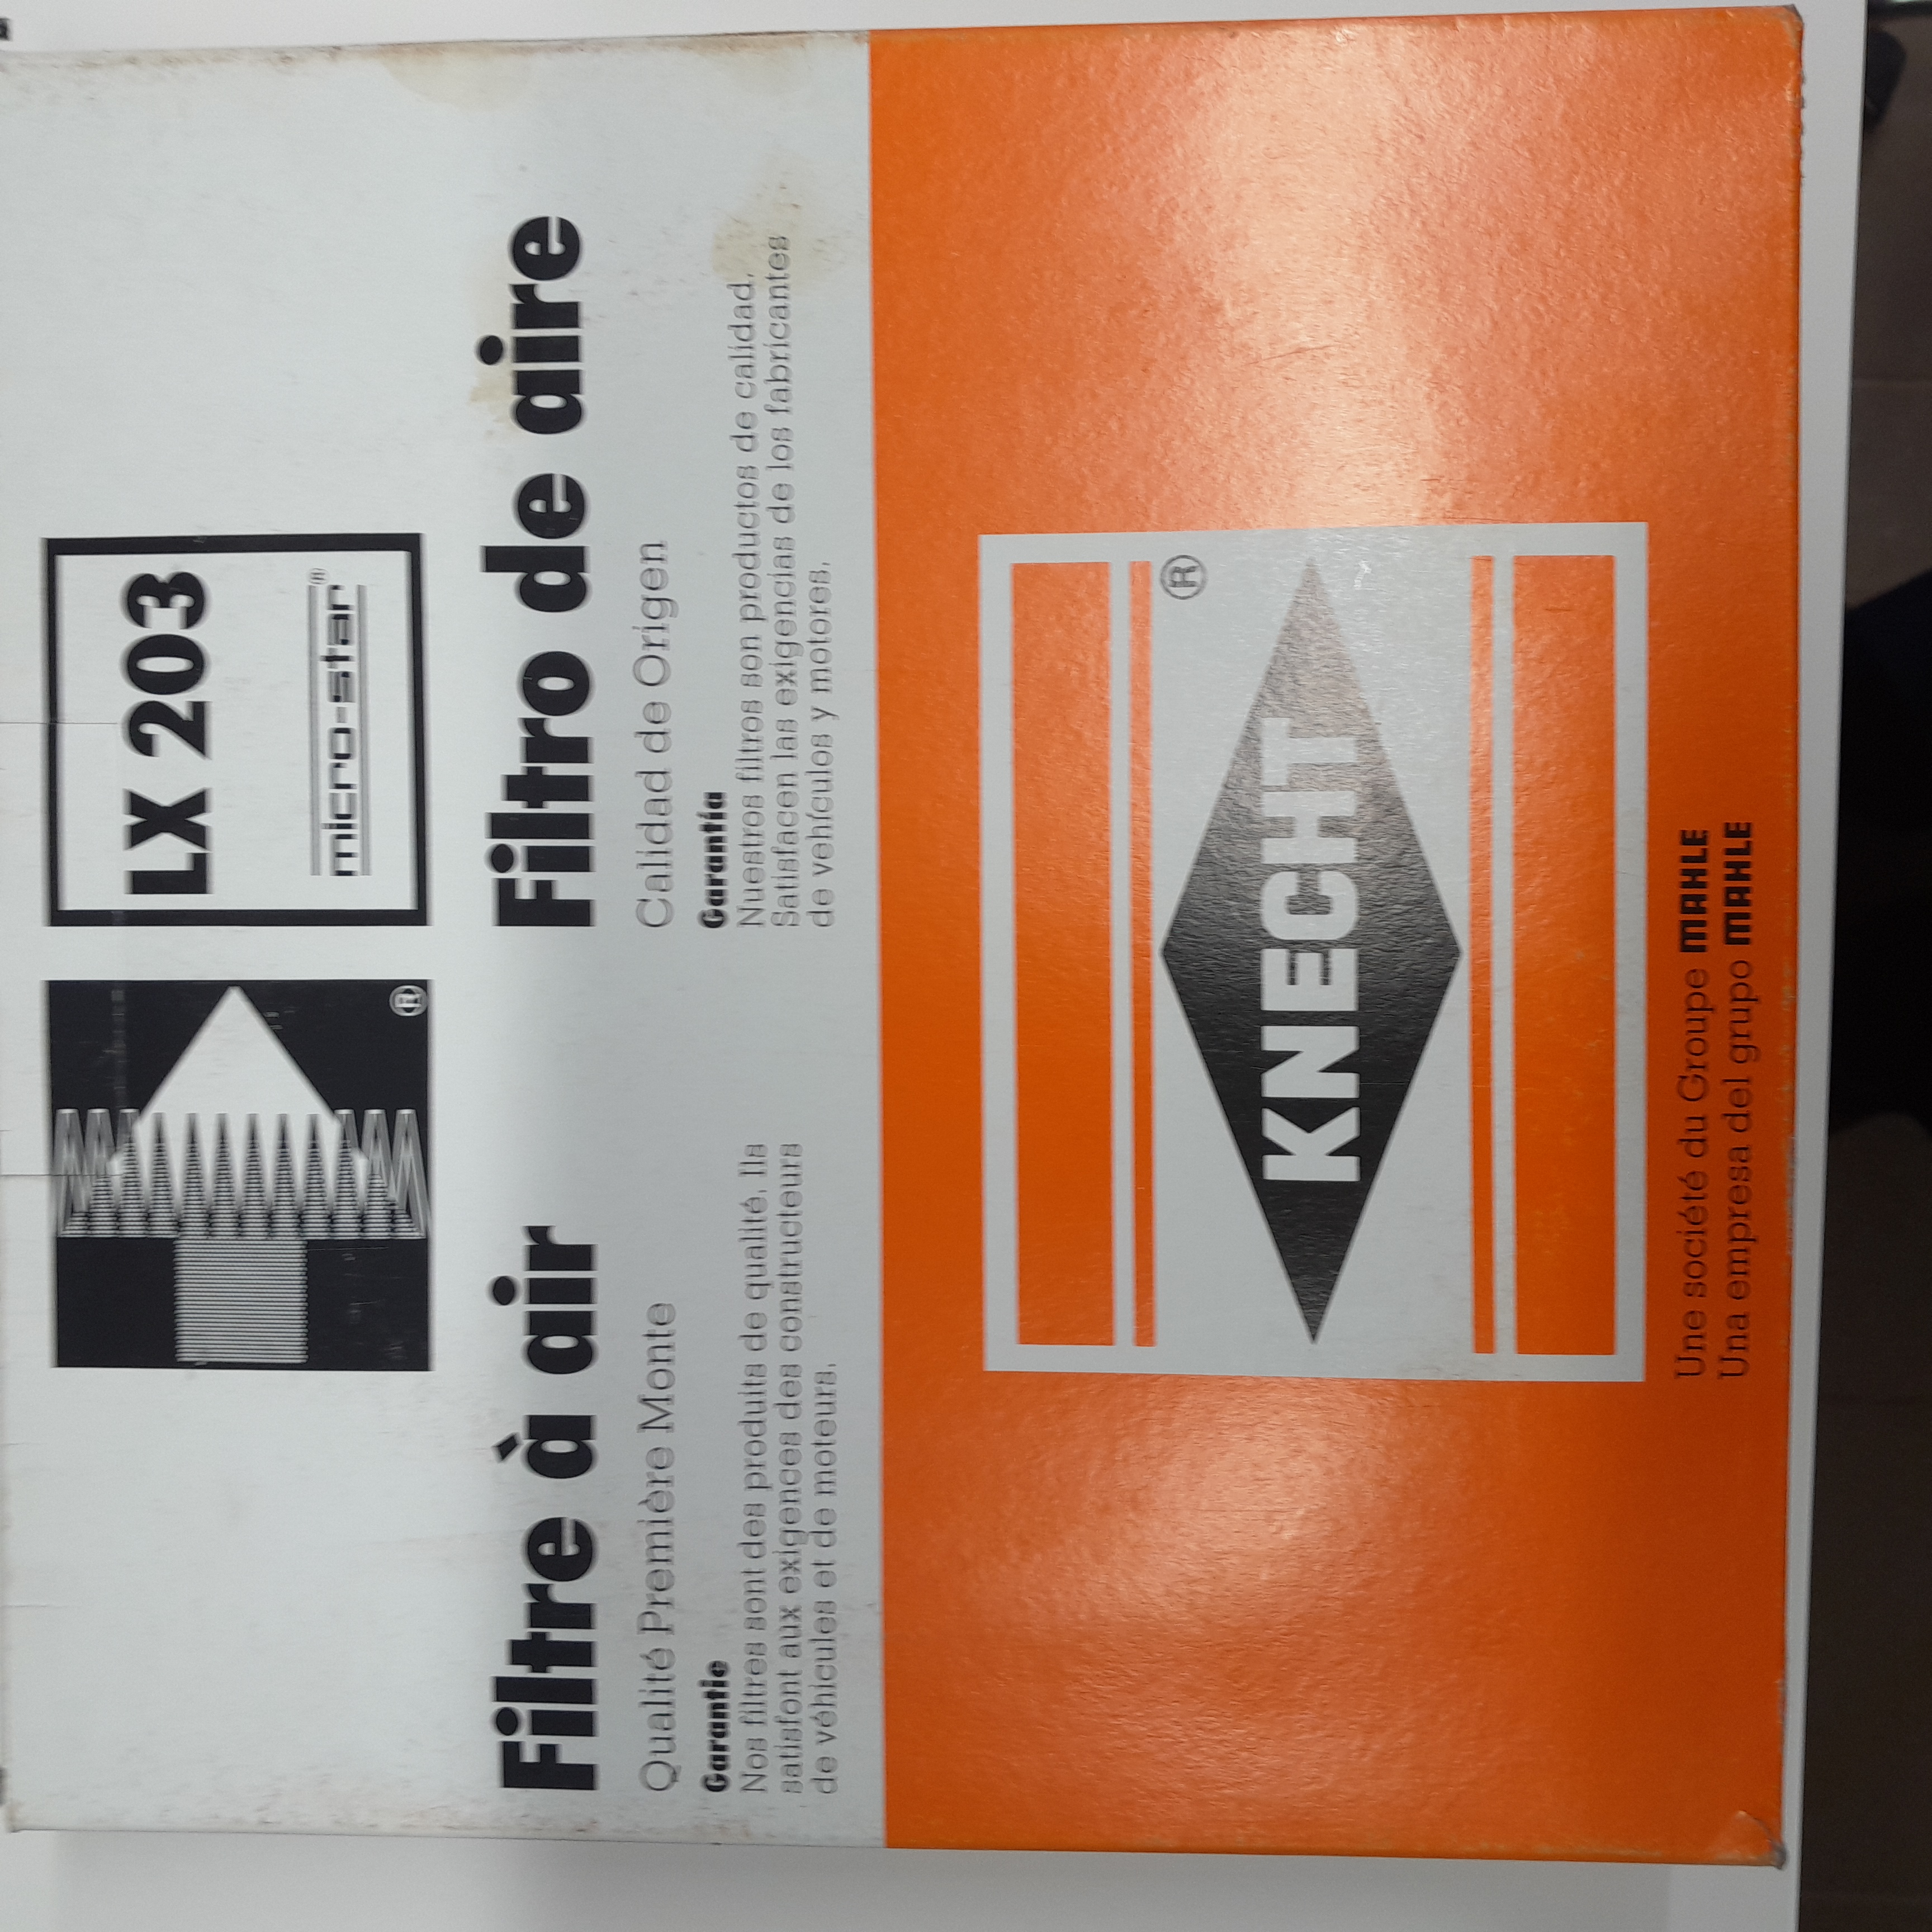 LX 203
micro-star®
®
Filtre à air
Qualité Première Monte
Garantie
Nos filtres sont des produits de qualité. Ils
satisfont aux exigences des constructeurs
de véhicules et de moteurs.
Filtro de aire
Calidad de Origen
Garantía
Nuestros filtros son productos de calidad.
Satisfacen las exigencias de los fabricantes
de vehículos y motores.
®
KNECHT
Une société du Groupe MAHLE
Una empresa del grupo MAHLE